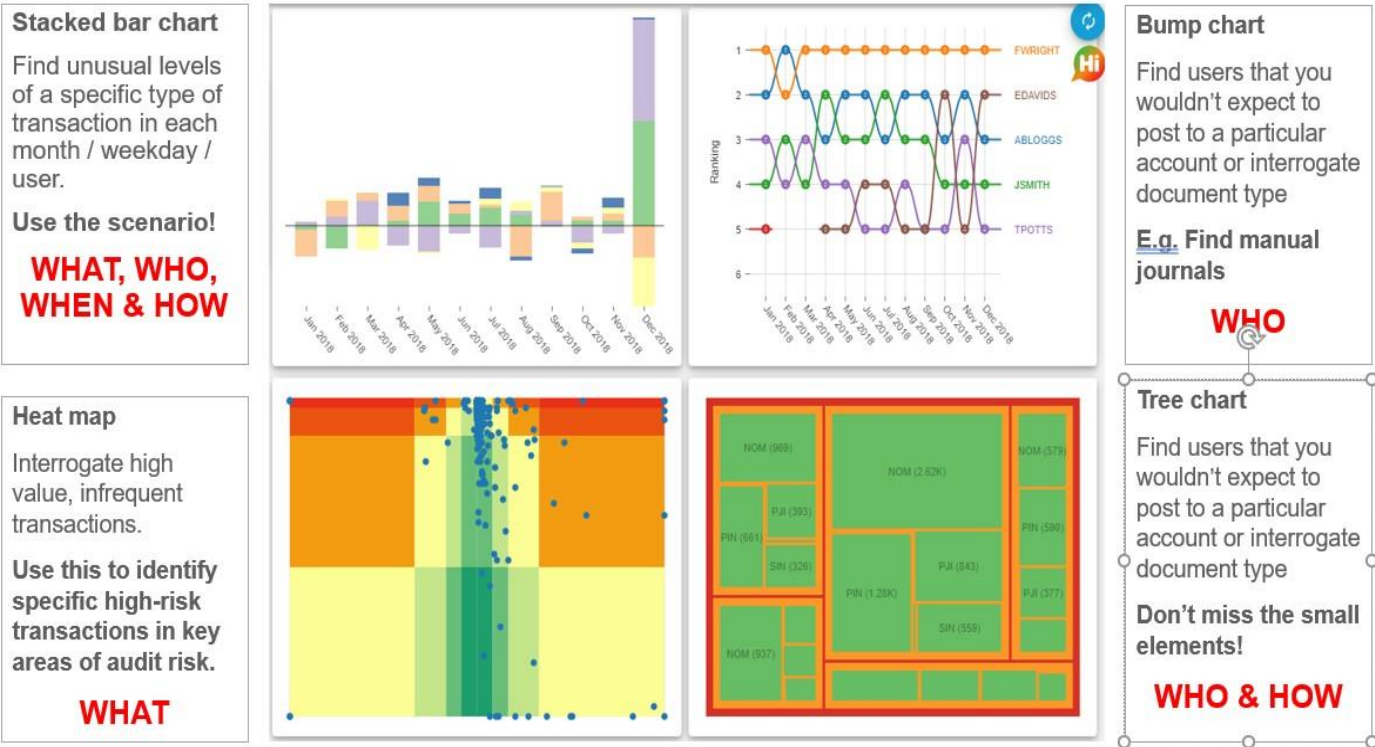 Stacked bar chart
Find unusual levels
of a specific type of
transaction in each
month / weekday /
user.
Use the scenario!
WHAT, WHO,
WHEN & HOW
Jan 2018
Feb 2018
Mar 2018
Apr 2018
May 2018
Jun 2018
Jul 2018
Aug 2018
Sep 2018
Oct 2018
Nov 2018
Dec 2018
Ranking
1
2
3
4
5
6
FWRIGHT
EDAVIDS
ABLOGGS
JSMITH
TPOTTS
Jan 2018
Feb 2018
Mar 2018
Apr 2018
May 2018
Jun 2018
Jul 2018
Aug 2018
Sep 2018
Oct 2018
Nov 2018
Dec 2018
Hi
Bump chart
Find users that you
wouldn’t expect to
post to a particular
account or interrogate
document type
E.g. Find manual
journals
WHO
Heat map
Interrogate high
value, infrequent
transactions.
Use this to identify
specific high-risk
transactions in key
areas of audit risk.
WHAT
NOM (969)
PJI (393)
PIN (661)
SIN (326)
NOM (937)
NOM (2.62K)
PIN (1.28K)
PJI (843)
SIN (559)
NOM (579)
PIN (590)
PJI (377)
Tree chart
Find users that you
wouldn’t expect to
post to a particular
account or interrogate
document type
Don’t miss the small
elements!
WHO & HOW